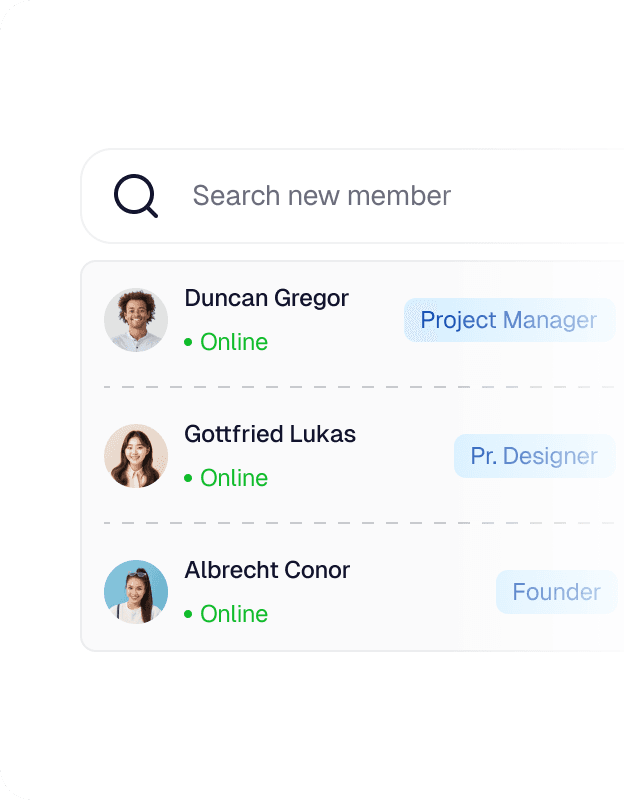 Search new member
Duncan Gregor
Project Manager
Online
Gottfried Lukas
Pr. Designer
Online
Albrecht Conor
Founder
Online